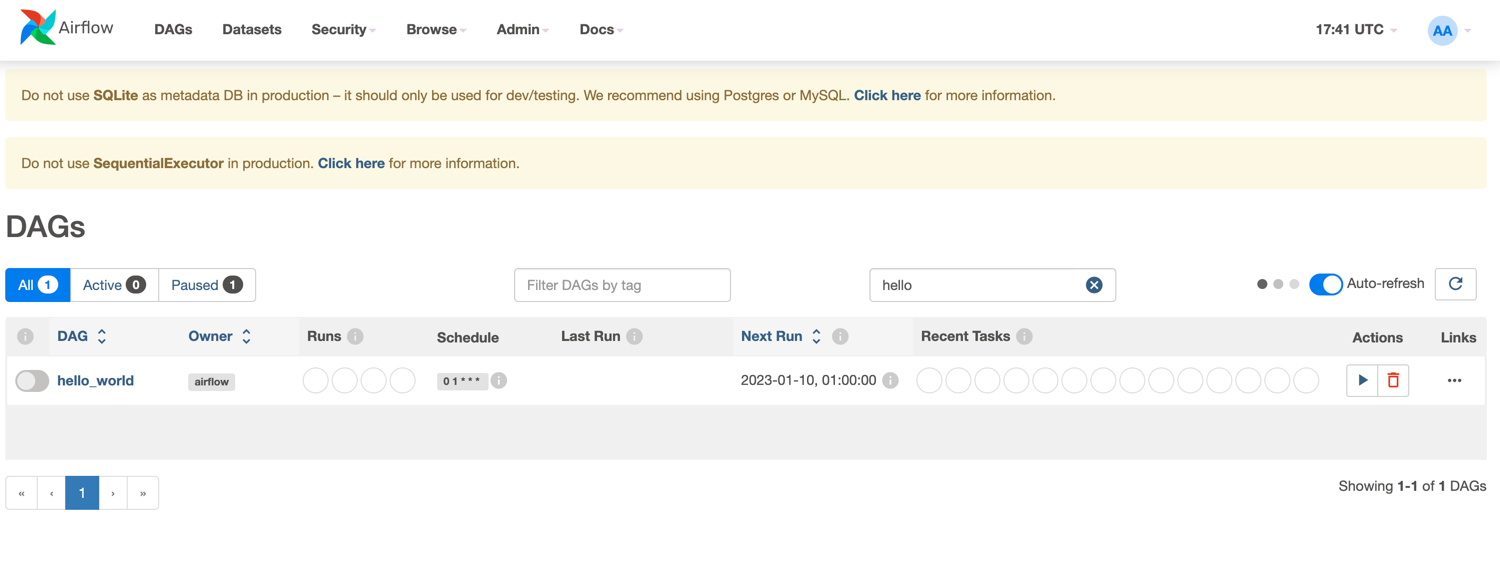 Airflow DAGs Datasets Security Browse Admin Docs 17:41 UTC AA
Do not use SQLite as metadata DB in production – it should only be used for dev/testing. We recommend using Postgres or MySQL. Click here for more information.
Do not use SequentialExecutor in production. Click here for more information.
DAGs
All 1 Active 0 Paused 1 Filter DAGs by tag hello Auto-refresh
i DAG Owner Runs i Schedule Last Run i Next Run i Recent Tasks i Actions Links
hello_world airflow 0 1 * * * i 2023-01-10, 01:00:00 i ...
« ‹ 1 › » Showing 1-1 of 1 DAGs